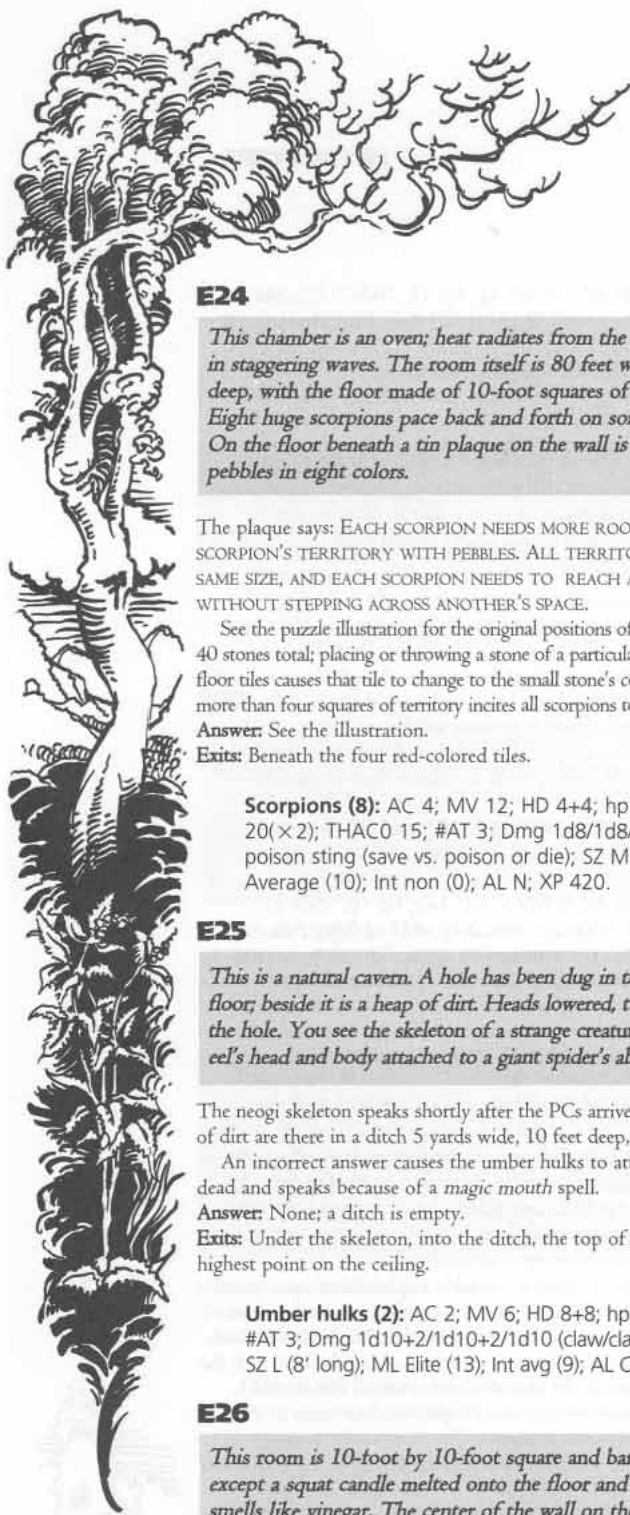 E24
This chamber is an oven; heat radiates from the
in staggering waves. The room itself is 80 feet w
deep, with the floor made of 10-foot squares of
Eight huge scorpions pace back and forth on so
On the floor beneath a tin plaque on the wall is
pebbles in eight colors.
The plaque says: EACH SCORPION NEEDS MORE ROO
SCORPION'S TERRITORY WITH PEBBLES. ALL TERRITO
SAME SIZE, AND EACH SCORPION NEEDS TO REACH A
WITHOUT STEPPING ACROSS ANOTHER'S SPACE.
See the puzzle illustration for the original positions of
40 stones total; placing or throwing a stone of a particula
floor tiles causes that tile to change to the small stone's c
more than four squares of territory incites all scorpions to
Answer: See the illustration.
Exits: Beneath the four red-colored tiles.
Scorpions (8): AC 4; MV 12; HD 4+4; hp
20(×2); THAC0 15; #AT 3; Dmg 1d8/1d8/
poison sting (save vs. poison or die); SZ M
Average (10); Int non (0); AL N; XP 420.
E25
This is a natural cavern. A hole has been dug in th
floor; beside it is a heap of dirt. Heads lowered, t
the hole. You see the skeleton of a strange creatur
eel's head and body attached to a giant spider's al
The neogi skeleton speaks shortly after the PCs arrive
of dirt are there in a ditch 5 yards wide, 10 feet deep,
An incorrect answer causes the umber hulks to at
dead and speaks because of a magic mouth spell.
Answer: None; a ditch is empty.
Exits: Under the skeleton, into the ditch, the top of
highest point on the ceiling.
Umber hulks (2): AC 2; MV 6; HD 8+8; hp
#AT 3; Dmg 1d10+2/1d10+2/1d10 (claw/cla
SZ L (8' long); ML Elite (13); Int avg (9); AL C
E26
This room is 10-foot by 10-foot square and bar
except a squat candle melted onto the floor and
smells like vinegar. The center of the wall on the